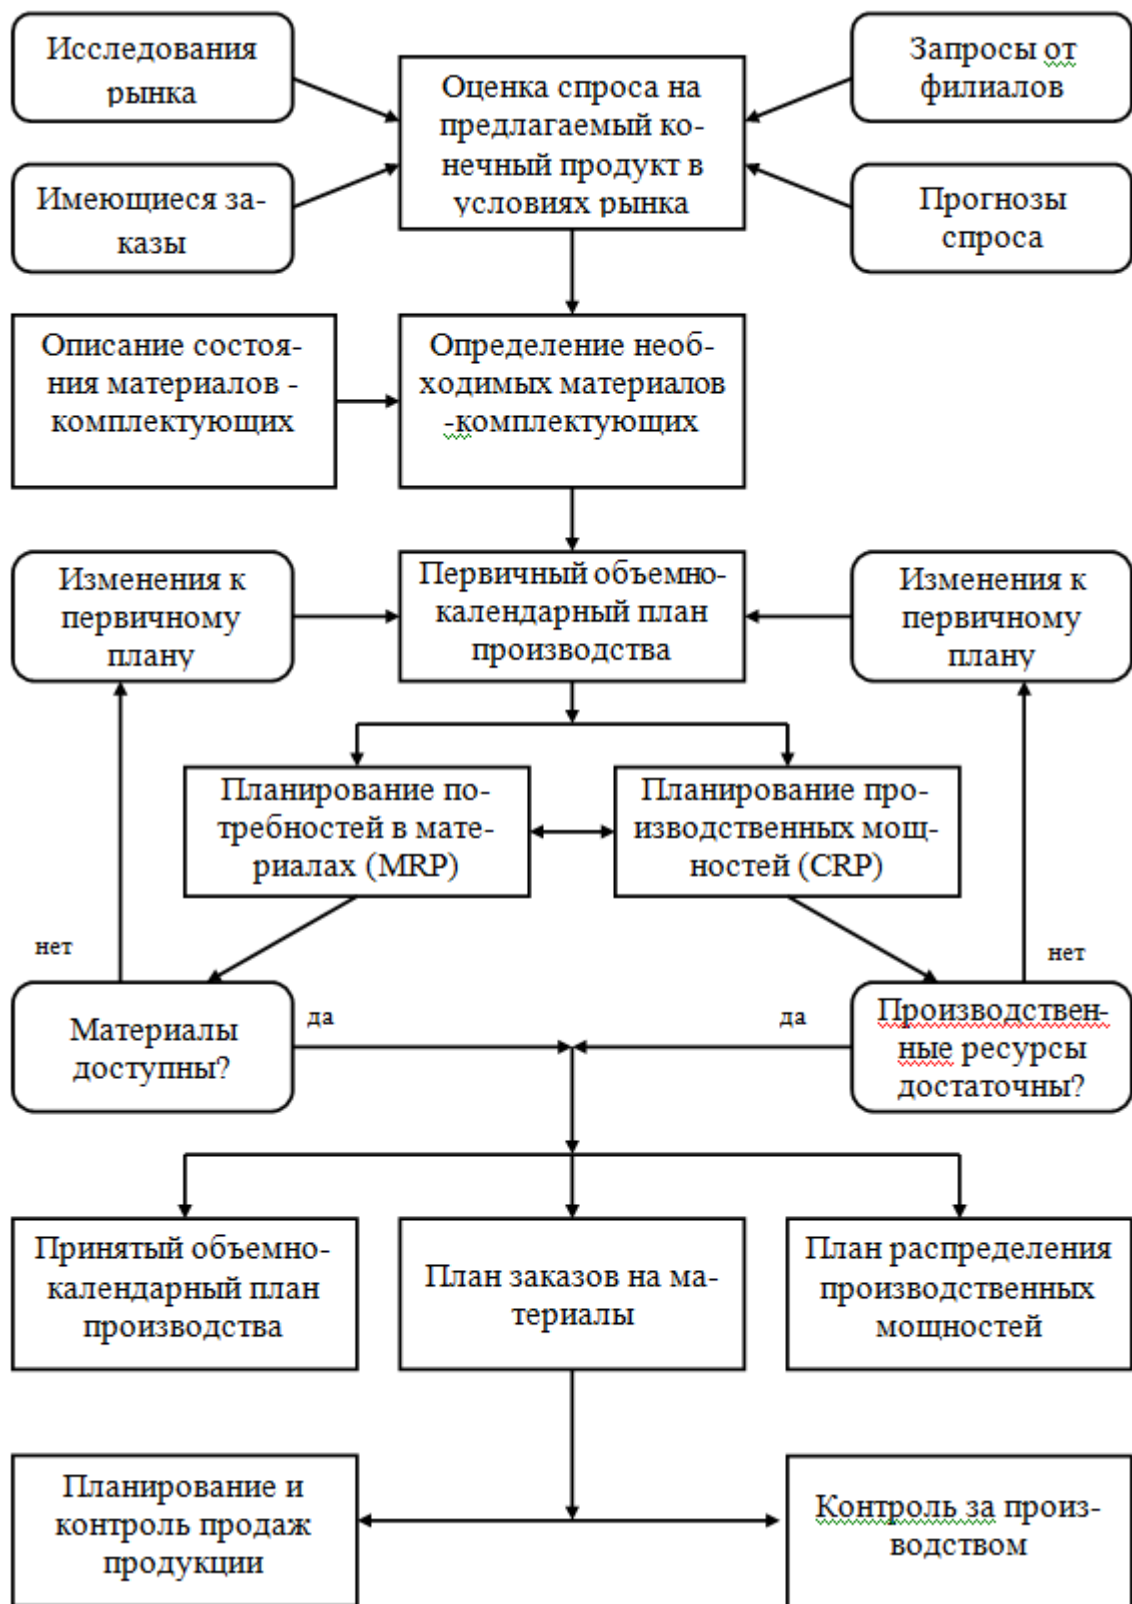 Исследования
рынка
Запросы от
филиалов
Оценка спроса на
предлагаемый ко-
нечный продукт в
условиях рынка
Имеющиеся за-
казы
Прогнозы
спроса
Описание состоя-
ния материалов -
комплектующих
Определение необ-
ходимых материалов
-комплектующих
Изменения к
первичному
плану
Первичный объемно-
календарный план
производства
Изменения к
первичному
плану
Планирование по-
требностей в мате-
риалах (MRP)
Планирование про-
изводственных мощ-
ностей (CRP)
нет
нет
Материалы
доступны?
да
да
Производствен-
ные ресурсы
достаточны?
Принятый объемно-
календарный план
производства
План заказов на ма-
териалы
План распределения
производственных
мощностей
Планирование и
контроль продаж
продукции
Контроль за произ-
водством